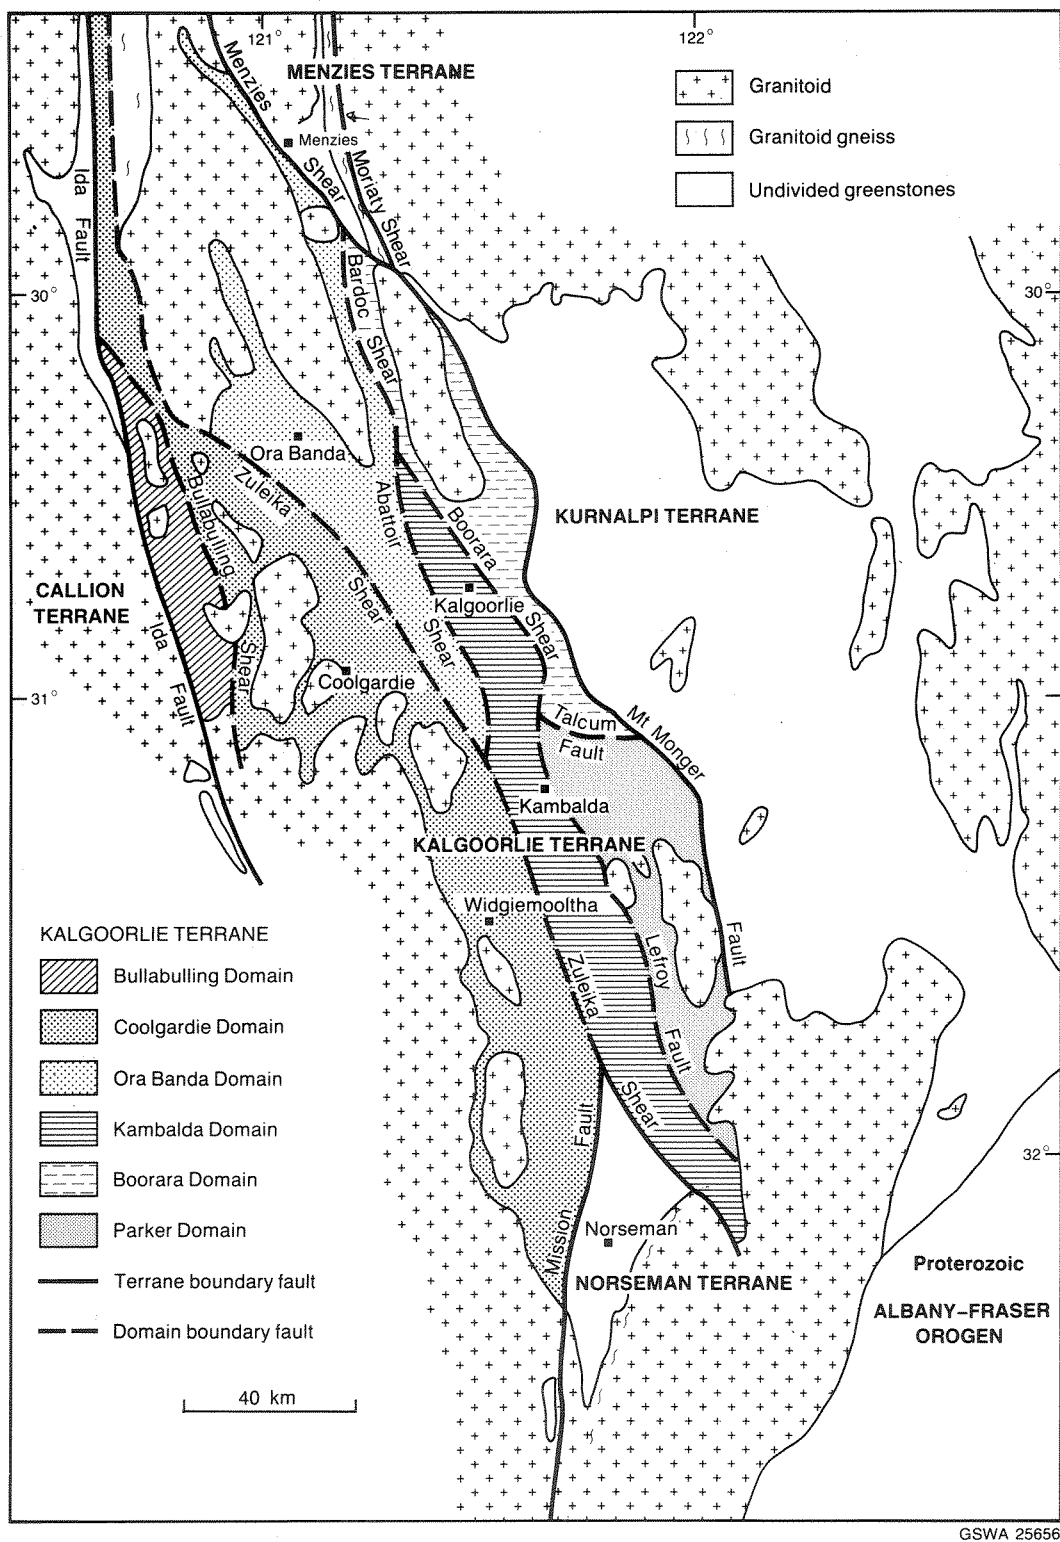 121°
122°
MENZIES TERRANE
Menzies
Shear
Menzies
Moriaty Shear
Ida
Fault
Granitoid
Granitoid gneiss
Undivided greenstones
30°
30°
Bardoc
Shear
Ora Banda
Zuleika
Shear
Bullabulling
Shear
Abattoir
Shear
Boorara
Shear
KURNALPI TERRANE
CALLION
TERRANE
Ida
Fault
Kalgoorlie
Coolgardie
31°
Talcum
Fault
Mt Monger
Fault
Kambalda
KALGOORLIE TERRANE
Widgiemooltha
Zuleika
Shear
Lefroy
Fault
KALGOORLIE TERRANE
Bullabulling Domain
Coolgardie Domain
Ora Banda Domain
Kambalda Domain
Boorara Domain
Parker Domain
Terrane boundary fault
Domain boundary fault
40 km
Mission
Fault
32°
Norseman
NORSEMAN TERRANE
Proterozoic
ALBANY–FRASER
OROGEN
GSWA 25656